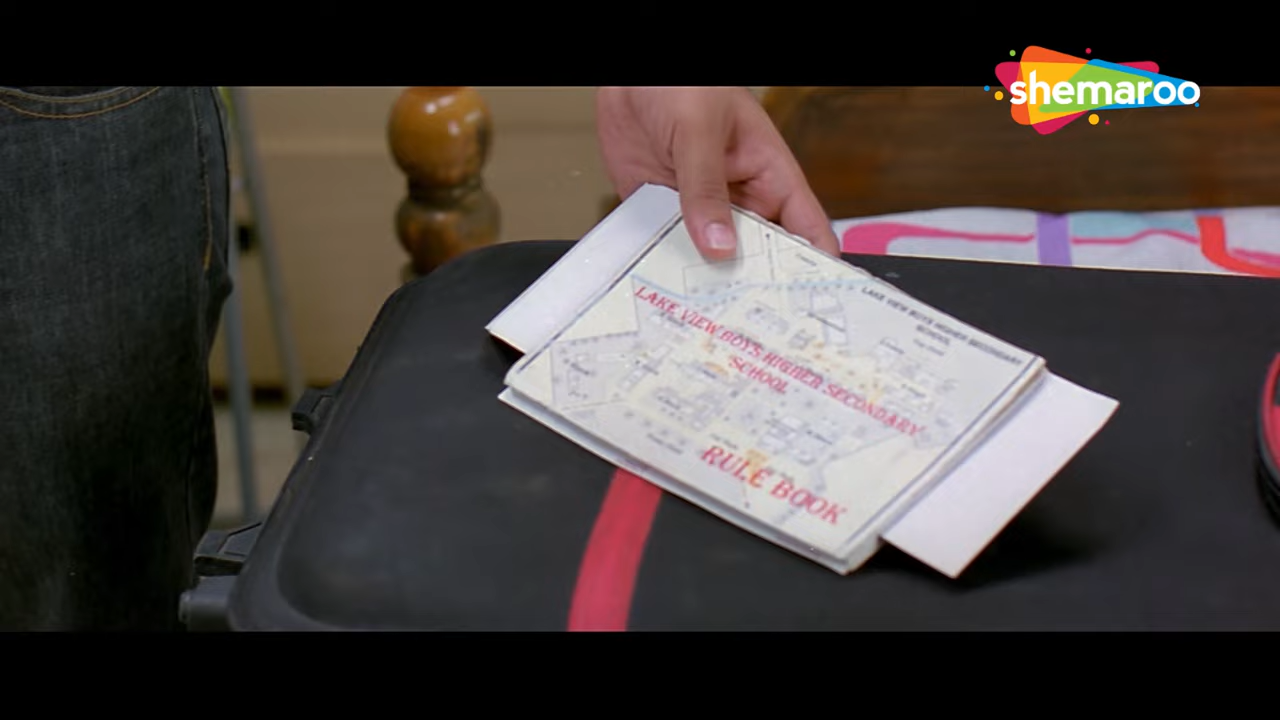 shemaroo
LAKE VIEW BOYS HIGHER SECONDARY
SCHOOL
LAKE VIEW BOYS HIGHER SECONDARY
SCHOOL
RULE BOOK